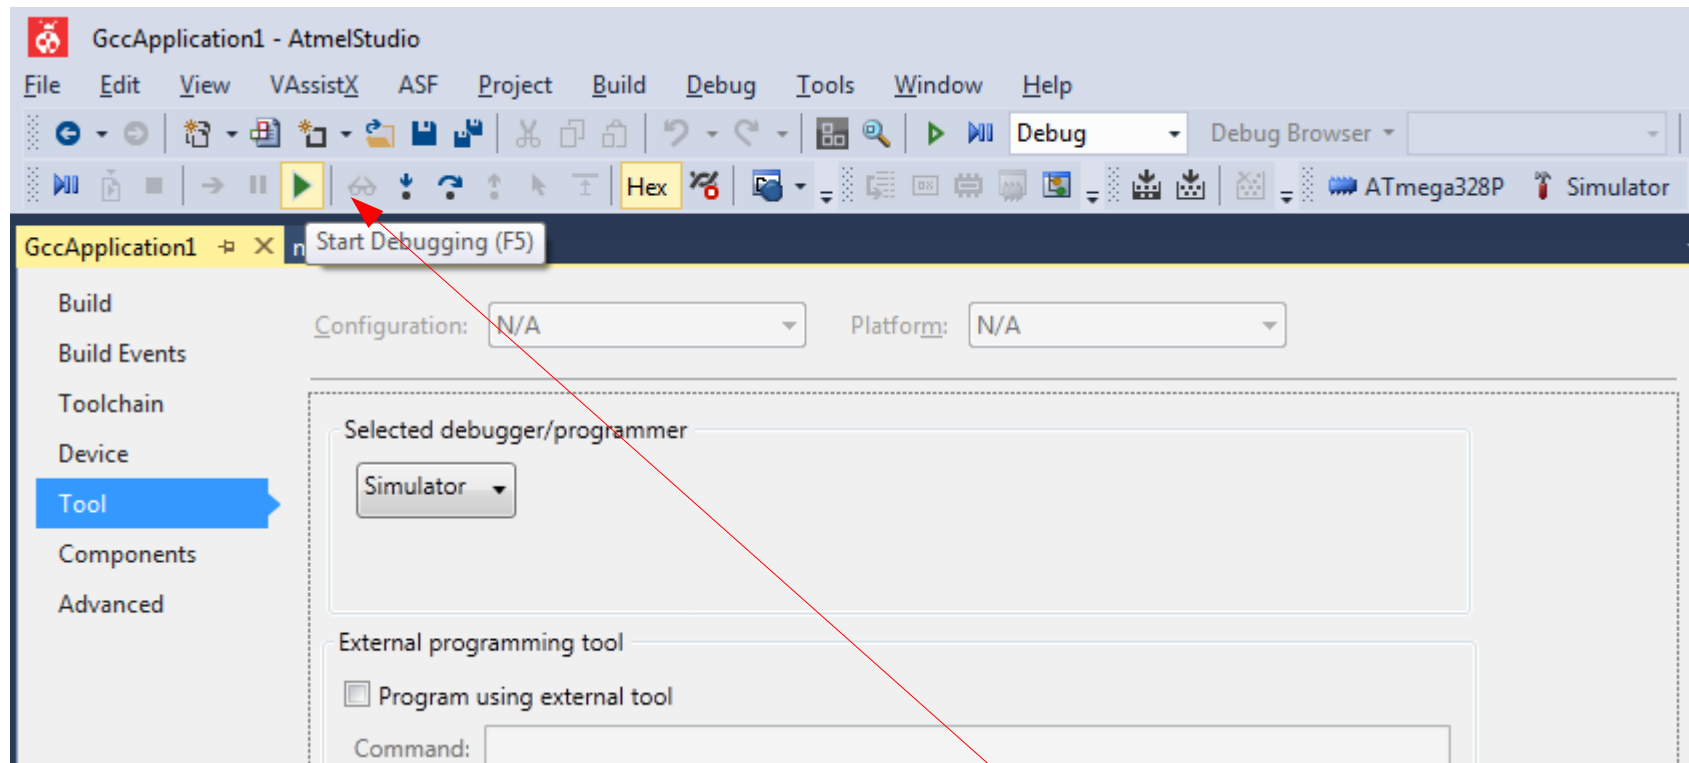 GccApplication1 - AtmelStudio
File Edit View VAssistX ASF Project Build Debug Tools Window Help
Debug Debug Browser
Hex ATmega328P Simulator
GccApplication1 n
Start Debugging (F5)
Build
Configuration: N/A Platform: N/A
Build Events
Toolchain
Selected debugger/programmer
Device
Simulator
Tool
Components
Advanced
External programming tool
Program using external tool
Command: